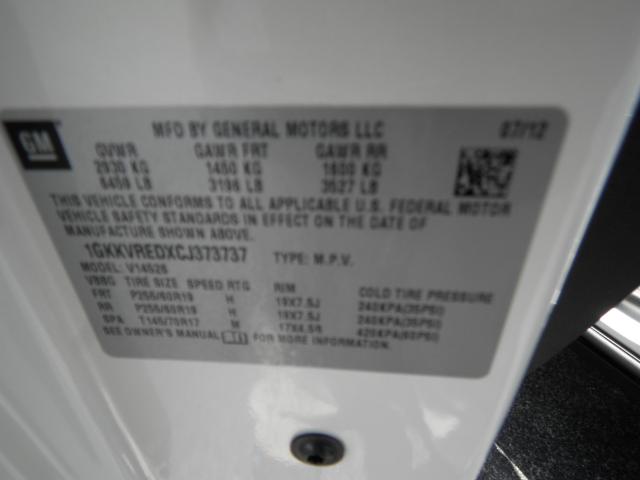 GM MFD BY GENERAL MOTORS LLC 07/12
GVWR GAWR FRT GAWR RR
2930 KG 1450 KG 1600 KG
6459 LB 3196 LB 3527 LB
THIS VEHICLE CONFORMS TO ALL APPLICABLE U.S. FEDERAL MOTOR
VEHICLE SAFETY STANDARDS IN EFFECT ON THE DATE OF
MANUFACTURE SHOWN ABOVE.
1GKKVREDXCJ373737 TYPE: M.P.V.
MODEL: V14526
TIRE SIZE SPEED RTG RIM COLD TIRE PRESSURE
FRT P255/60R19 H 19X7.5J 240KPA(35PSI)
RR P255/60R19 H 19X7.5J 240KPA(35PSI)
SPA T145/70R17 M 17X4.5B 420KPA(60PSI)
SEE OWNER'S MANUAL FOR MORE INFORMATION.